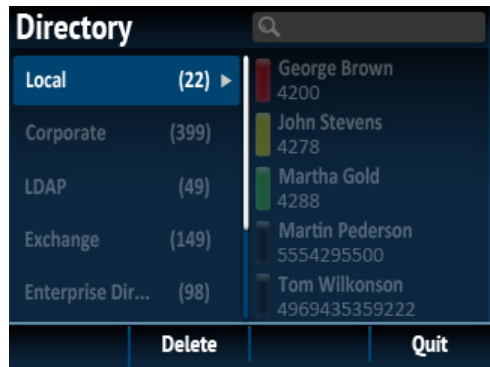 Directory
Local (22)
Corporate (399)
LDAP (49)
Exchange (149)
Enterprise Dir... (98)
George Brown
4200
John Stevens
4278
Martha Gold
4288
Martin Pederson
5554295500
Tom Wilkonson
4969435359222
Delete Quit